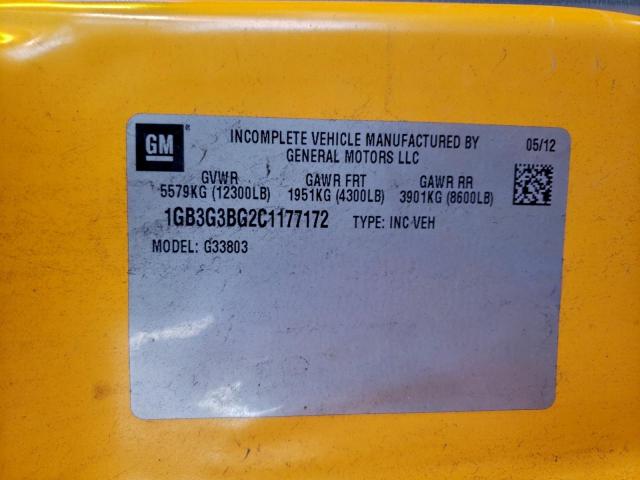 GM ®
INCOMPLETE VEHICLE MANUFACTURED BY
GENERAL MOTORS LLC
05/12
GVWR GAWR FRT GAWR RR
5579KG (12300LB) 1951KG (4300LB) 3901KG (8600LB)
1GB3G3BG2C1177172 TYPE: INC VEH
MODEL: G33803